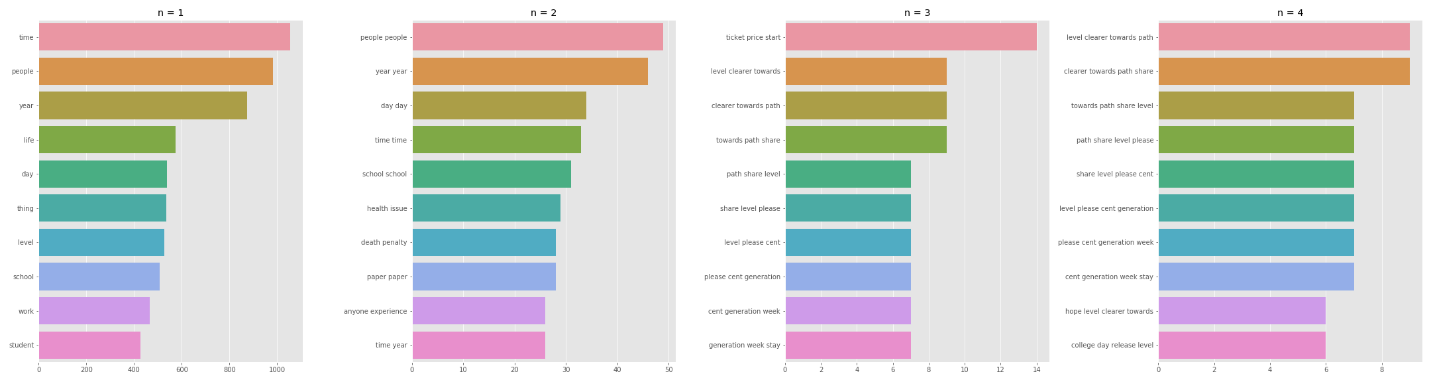 n = 1
time
people
year
life
day
thing
level
school
work
student
0 200 400 600 800 1000
n = 2
people people
year year
day day
time time
school school
health issue
death penalty
paper paper
anyone experience
time year
0 10 20 30 40 50
n = 3
ticket price start
level clearer towards
clearer towards path
towards path share
path share level
share level please
level please cent
please cent generation
cent generation week
generation week stay
0 2 4 6 8 10 12 14
n = 4
level clearer towards path
clearer towards path share
towards path share level
path share level please
share level please cent
level please cent generation
please cent generation week
cent generation week stay
hope level clearer towards
college day release level
0 2 4 6 8